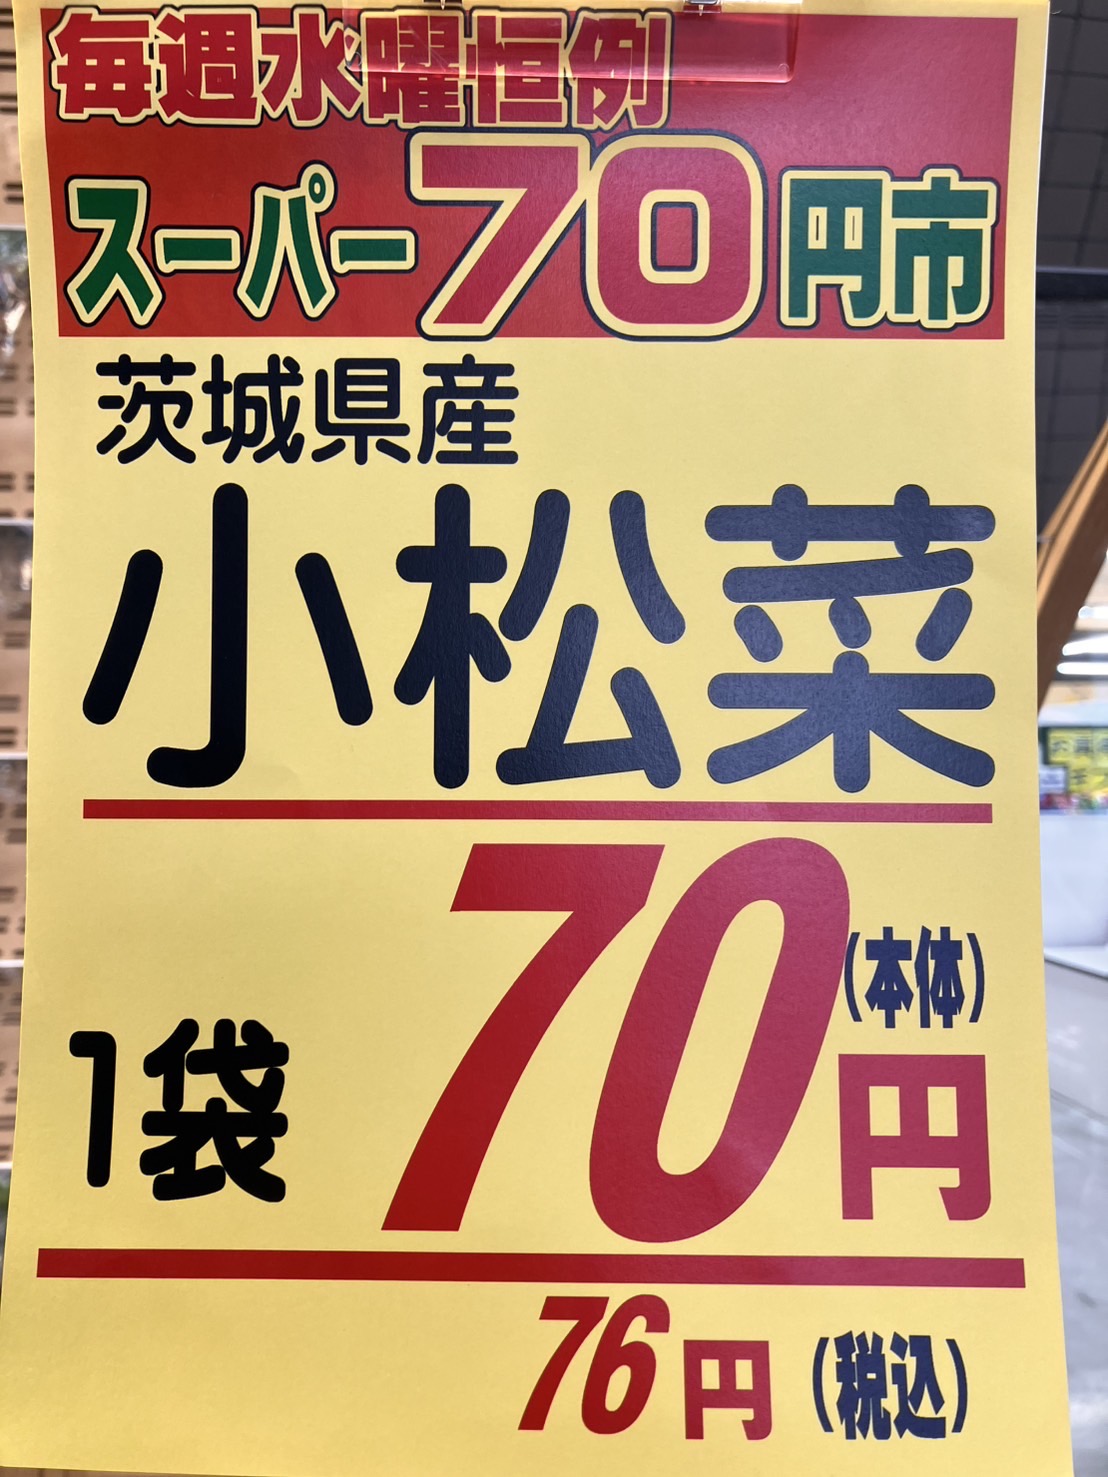 毎週水曜恒例
スーパー70円市
茨城県産
小松菜
1袋 70円 (本体)
76円 (税込)